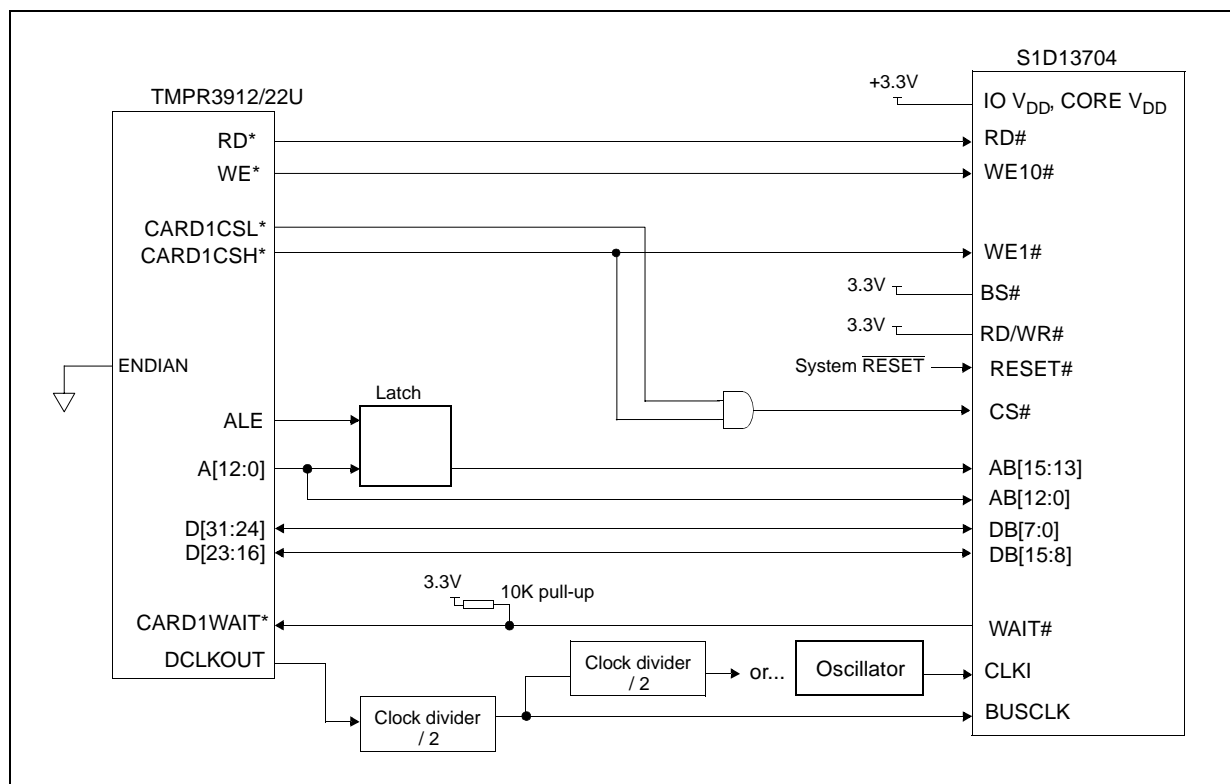 S1D13704
TMPR3912/22U
+3.3V
IO VDD, CORE VDD
RD*
RD#
WE*
WE10#
CARD1CSL*
CARD1CSH*
WE1#
3.3V
BS#
3.3V
RD/WR#
ENDIAN
System RESET
RESET#
Latch
ALE
CS#
A[12:0]
AB[15:13]
AB[12:0]
D[31:24]
DB[7:0]
D[23:16]
DB[15:8]
3.3V
10K pull-up
CARD1WAIT*
WAIT#
DCLKOUT
Clock divider
/ 2
or...
Oscillator
CLKI
Clock divider
/ 2
BUSCLK